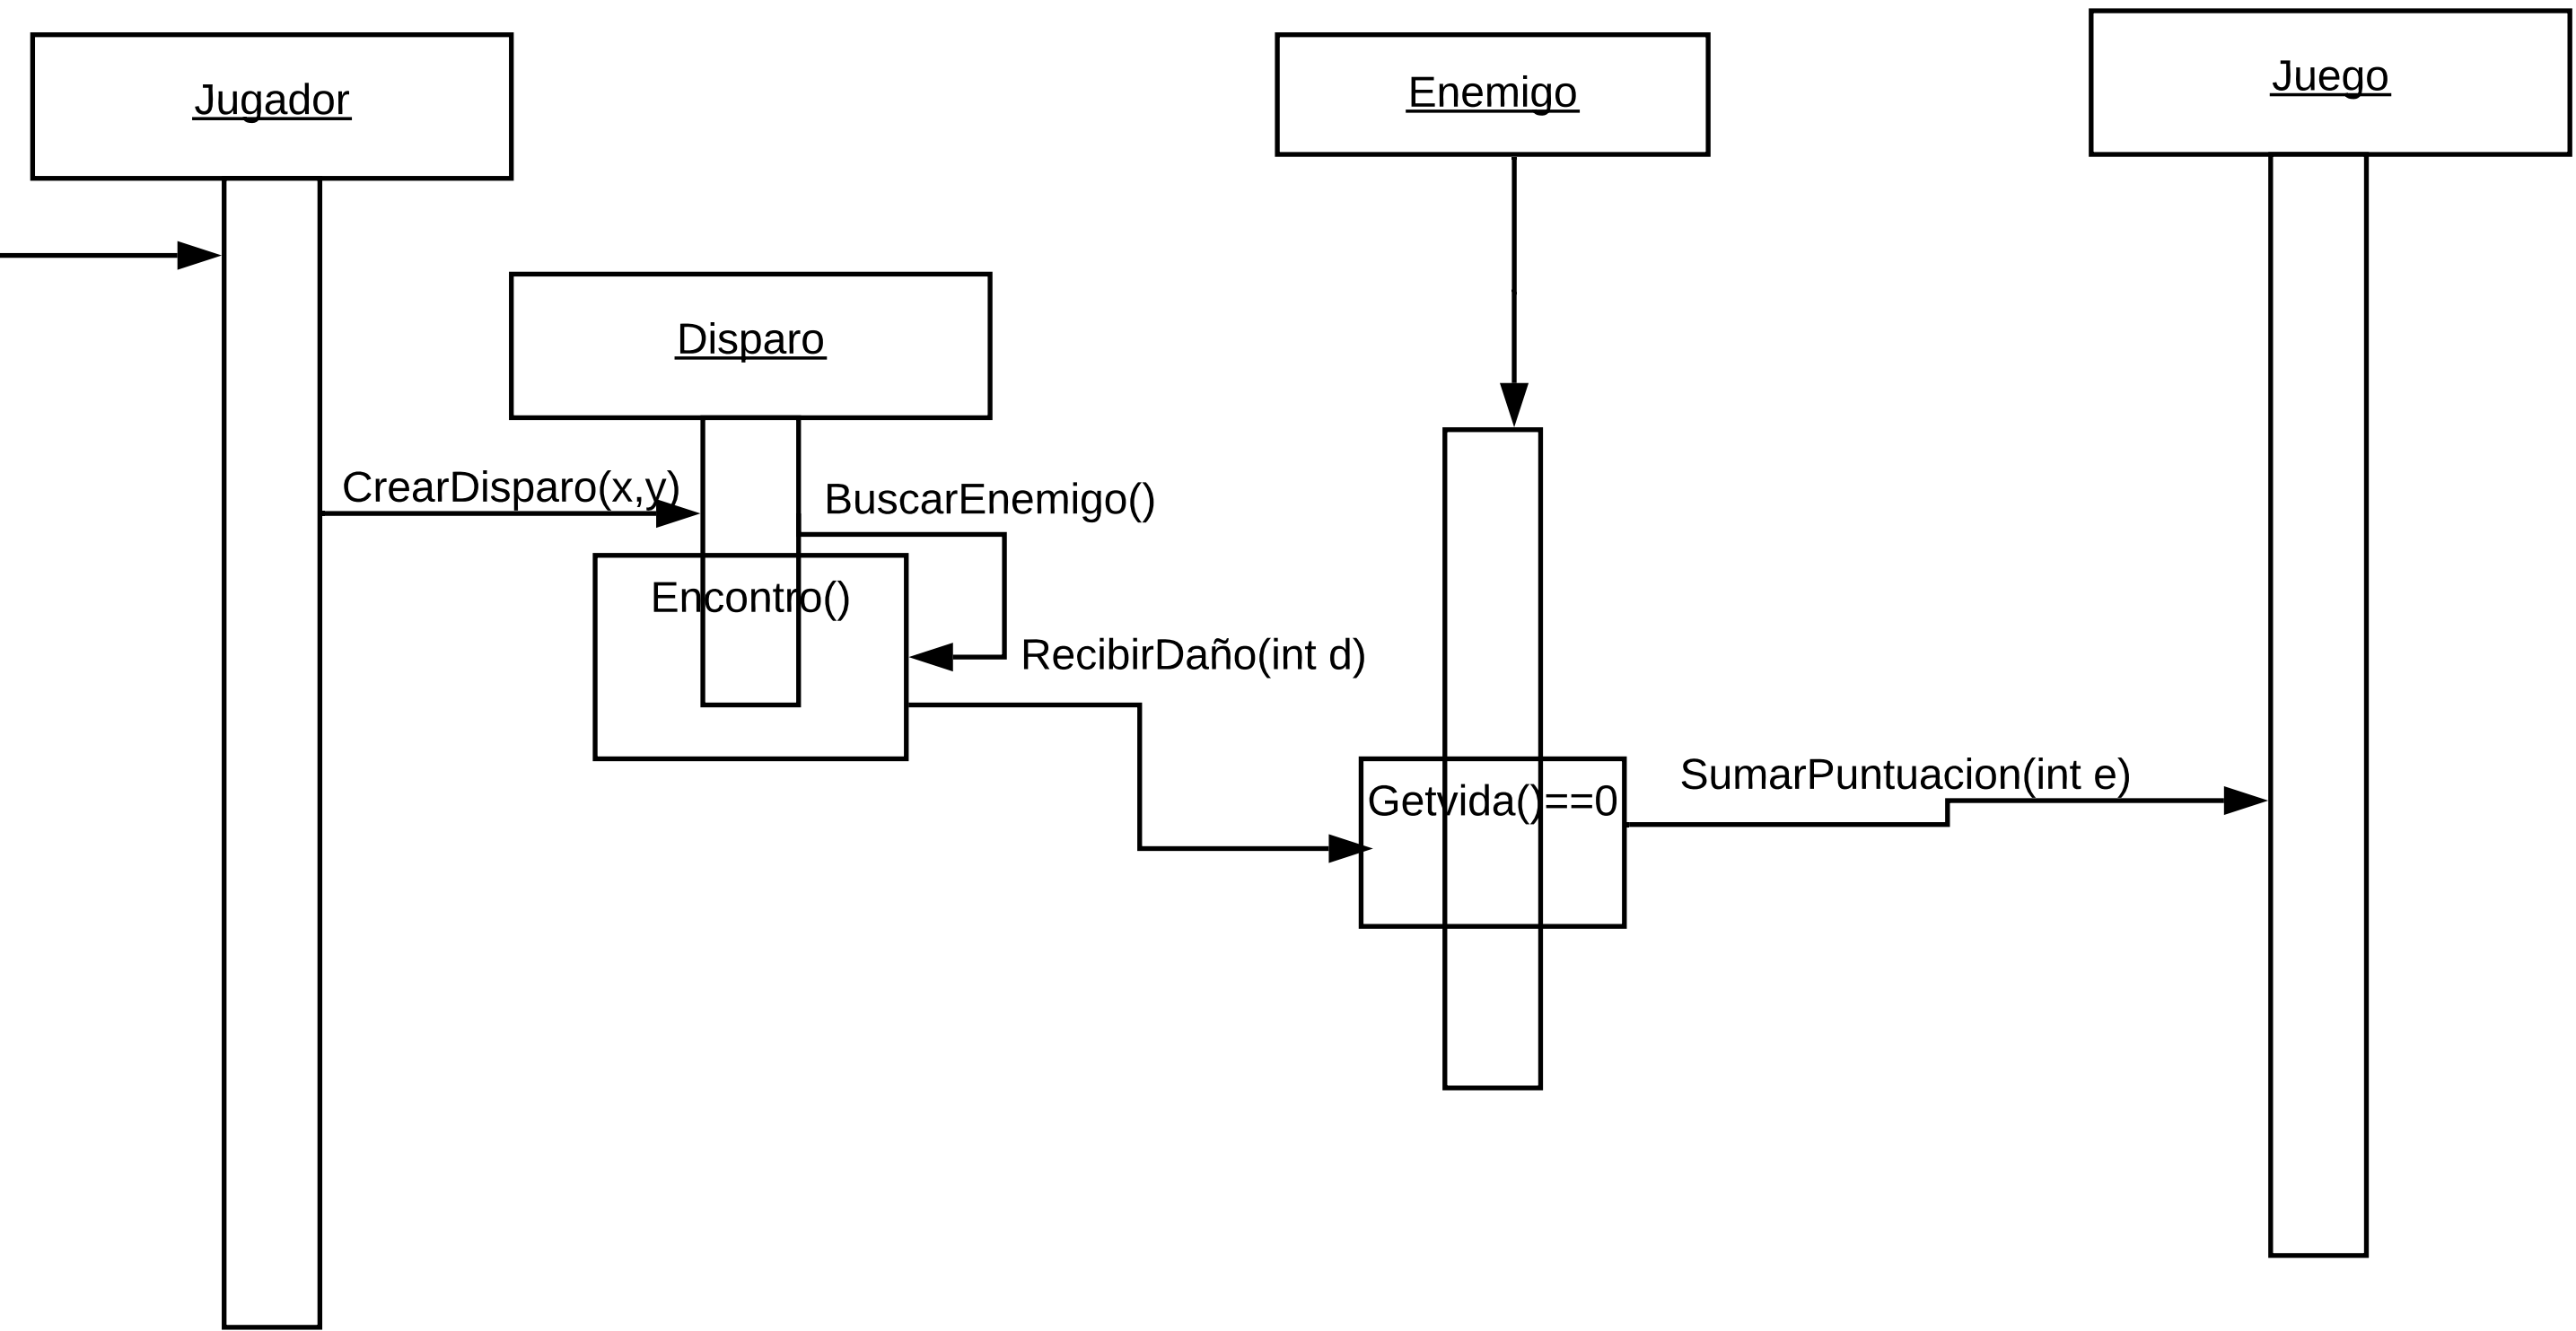 Jugador
Enemigo
Juego
Disparo
CrearDisparo(x,y)
BuscarEnemigo()
Encontro()
RecibirDaño(int d)
SumarPuntuacion(int e)
Getvida()==0